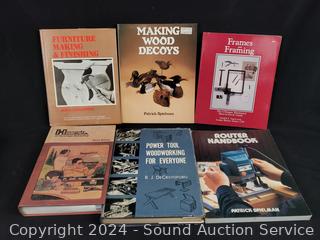 FURNITURE
MAKING
& FINISHING
MAKING
WOOD
DECOYS
Patrick Spielman
Frames
and
Framing
POWER TOOL
WOODWORKING
FOR EVERYONE
R. J. DeCRISTOFORO
ROUTER
HANDBOOK
PATRICK SPIELMAN
Copyright 2024 - Sound Auction Service